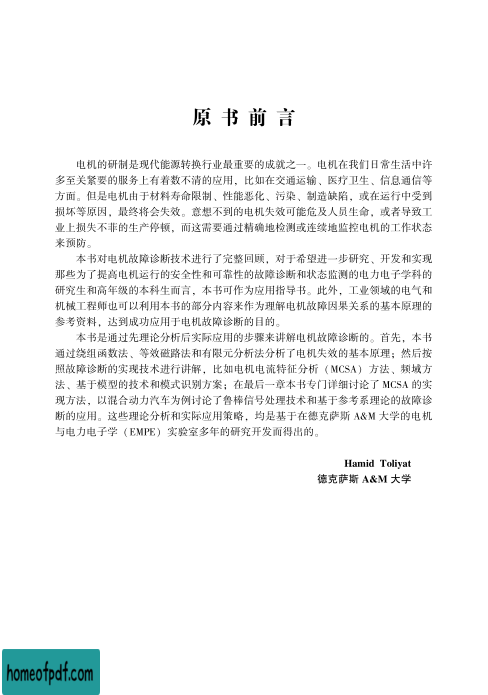 原书前言
电机的研制是现代能源转换行业最重要的成就之一。电机在我们日常生活中许
多至关紧要的服务上有着数不清的应用，比如在交通运输、医疗卫生、信息通信等
方面。但是电机由于材料寿命限制、性能恶化、污染、制造缺陷，或在运行中受到
损坏等原因，最终将会失效。意想不到的电机失效可能危及人员生命，或者导致工
业上损失不菲的生产停顿，而这需要通过精确地检测或连续地监控电机的工作状态
来预防。
本书对电机故障诊断技术进行了完整回顾，对于希望进一步研究、开发和实现
那些为了提高电机运行的安全性和可靠性的故障诊断和状态监测的电力电子学科的
研究生和高年级的本科生而言，本书可作为应用指导书。此外，工业领域的电气和
机械工程师也可以利用本书的部分内容来作为理解电机故障因果关系的基本原理的
参考资料，达到成功应用于电机故障诊断的目的。
本书是通过先理论分析后实际应用的步骤来讲解电机故障诊断的。首先，本书
通过绕组函数法、等效磁路法和有限元分析法分析了电机失效的基本原理；然后按
照故障诊断的实现技术进行讲解，比如电机电流特征分析（MCSA）方法、频域方
法、基于模型的技术和模式识别方案；在最后一章本书专门详细讨论了 MCSA 的实
现方法，以混合动力汽车为例讨论了鲁棒信号处理技术和基于参考系理论的故障诊
断的应用。这些理论分析和实际应用策略，均是基于在德克萨斯 A&M 大学的电机
与电力电子学（EMPE）实验室多年的研究开发而得出的。
Hamid Toliyat
德克萨斯 A&M 大学
homeofpdf.com